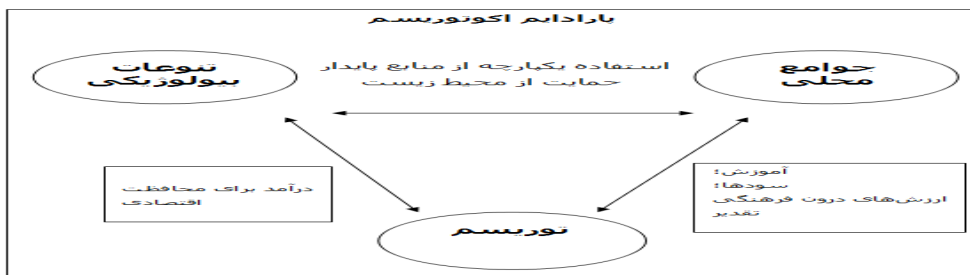 پارادایم اکوتوریسم
جوامع
محلی
استفاده یکپارچه از منابع پایدار
حمایت از محیط زیست
تنوعات
بیولوژیکی
آموزش؛
سودها؛
ارزش‌های درون فرهنگی
تقدیر
درآمد برای محافظت
اقتصادی
توریسم